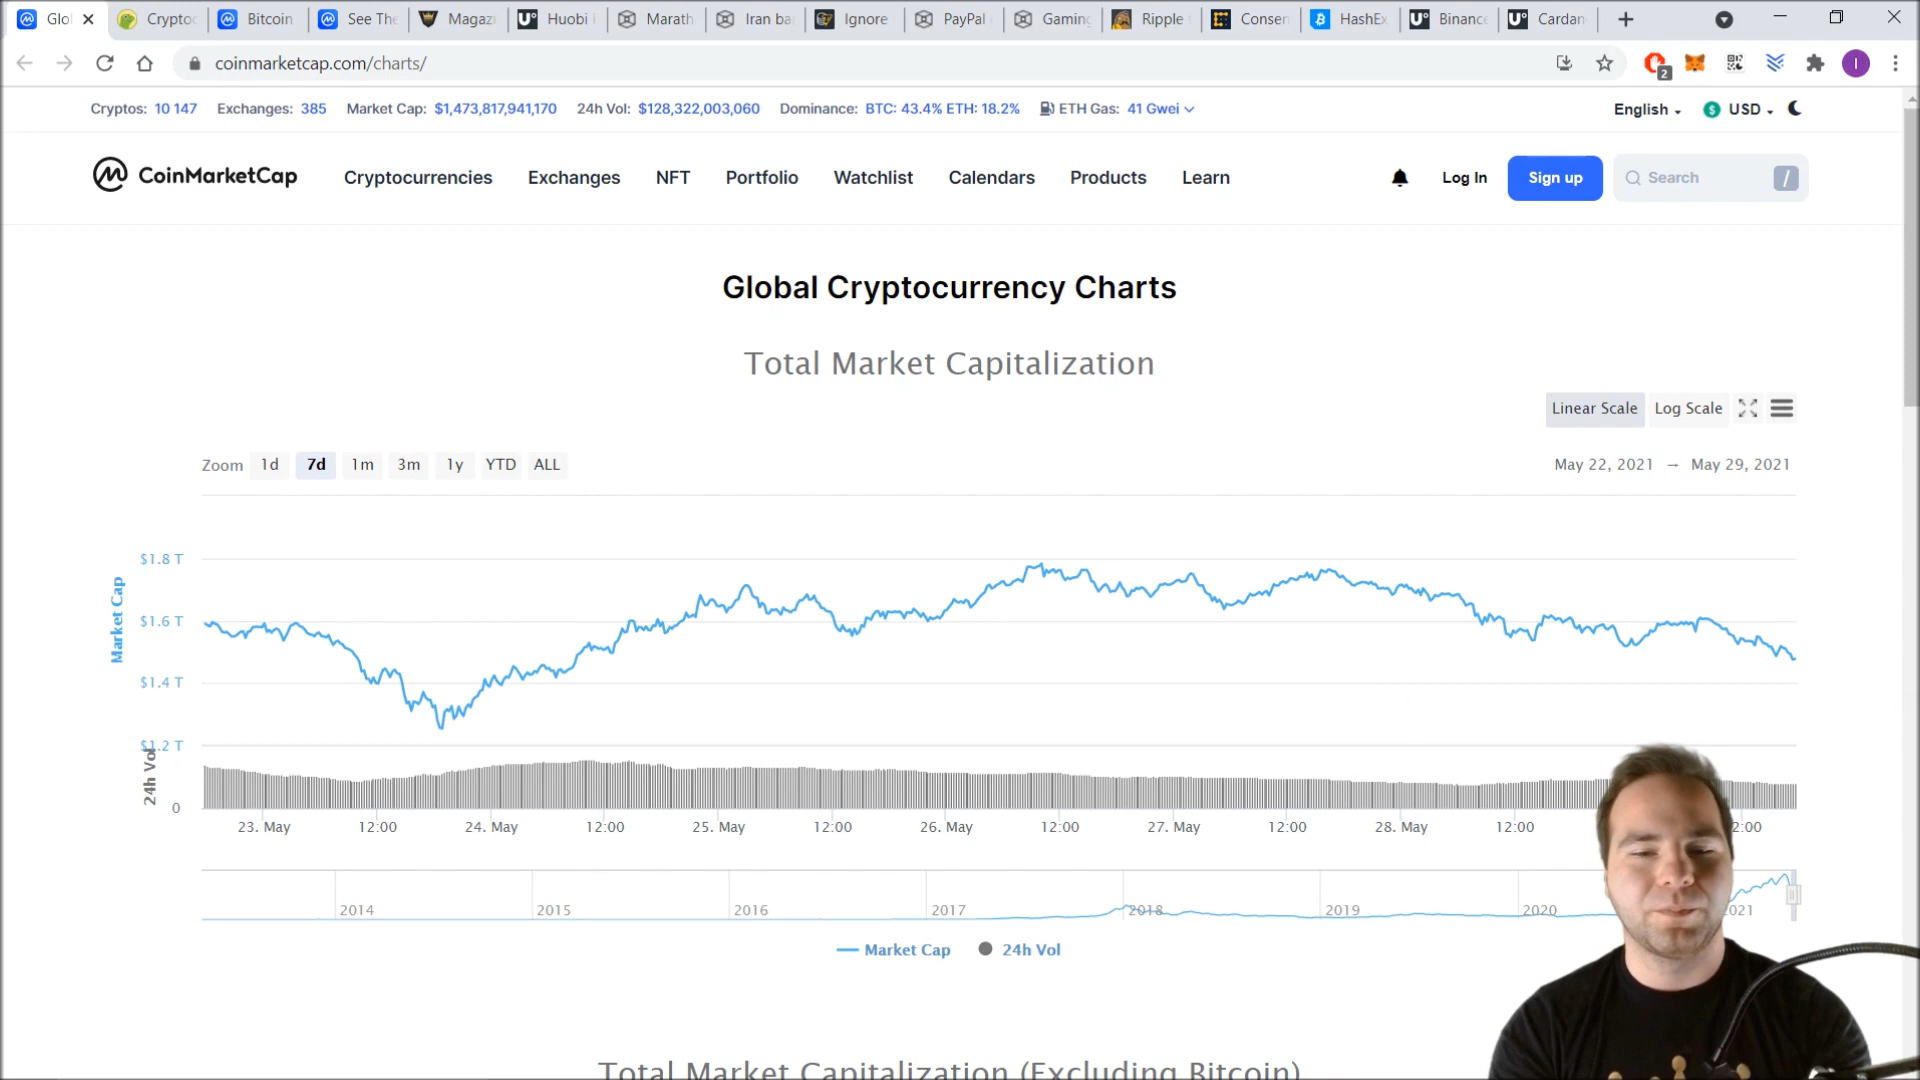 Glo
Cryptoc
Bitcoin
See The
Magazi
Huobi
Marath
Iran ba
Ignore
PayPal
Gaming
Ripple
Conser
HashEx
Binance
Cardan
coinmarketcap.com/charts/
2
I
Cryptos: 10 147 Exchanges: 385 Market Cap: $1,473,817,941,170 24h Vol: $128,322,003,060 Dominance: BTC: 43.4% ETH: 18.2% ETH Gas: 41 Gwei
English
$ USD
CoinMarketCap
Cryptocurrencies Exchanges NFT Portfolio Watchlist Calendars Products Learn
Log In
Sign up
Search /
Global Cryptocurrency Charts
Total Market Capitalization
Linear Scale Log Scale
Zoom 1d 7d 1m 3m 1y YTD ALL
May 22, 2021 → May 29, 2021
Market Cap
$1.8 T
$1.6 T
$1.4 T
$1.2 T
24h Vol
0
23. May 12:00 24. May 12:00 25. May 12:00 26. May 12:00 27. May 12:00 28. May 12:00 2:00
2014 2015 2016 2017 2018 2019 2020 021
Market Cap 24h Vol
Total Market Capitalization (Excluding Bitcoin)